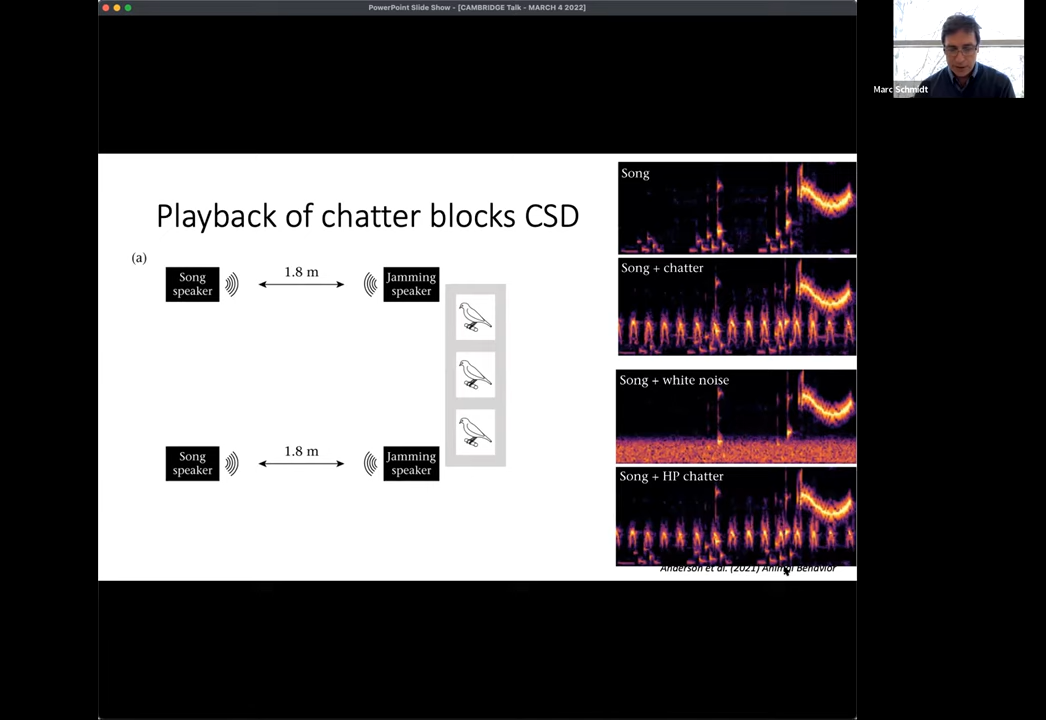 PowerPoint Slide Show - [CAMBRIDGE Talk - MARCH 4 2022]
Marc Schmidt
Playback of chatter blocks CSD
(a)
Song
speaker
1.8 m
Jamming
speaker
Song
speaker
1.8 m
Jamming
speaker
Song
Song + chatter
Song + white noise
Song + HP chatter
Anderson et al. (2021) Animal Behavior